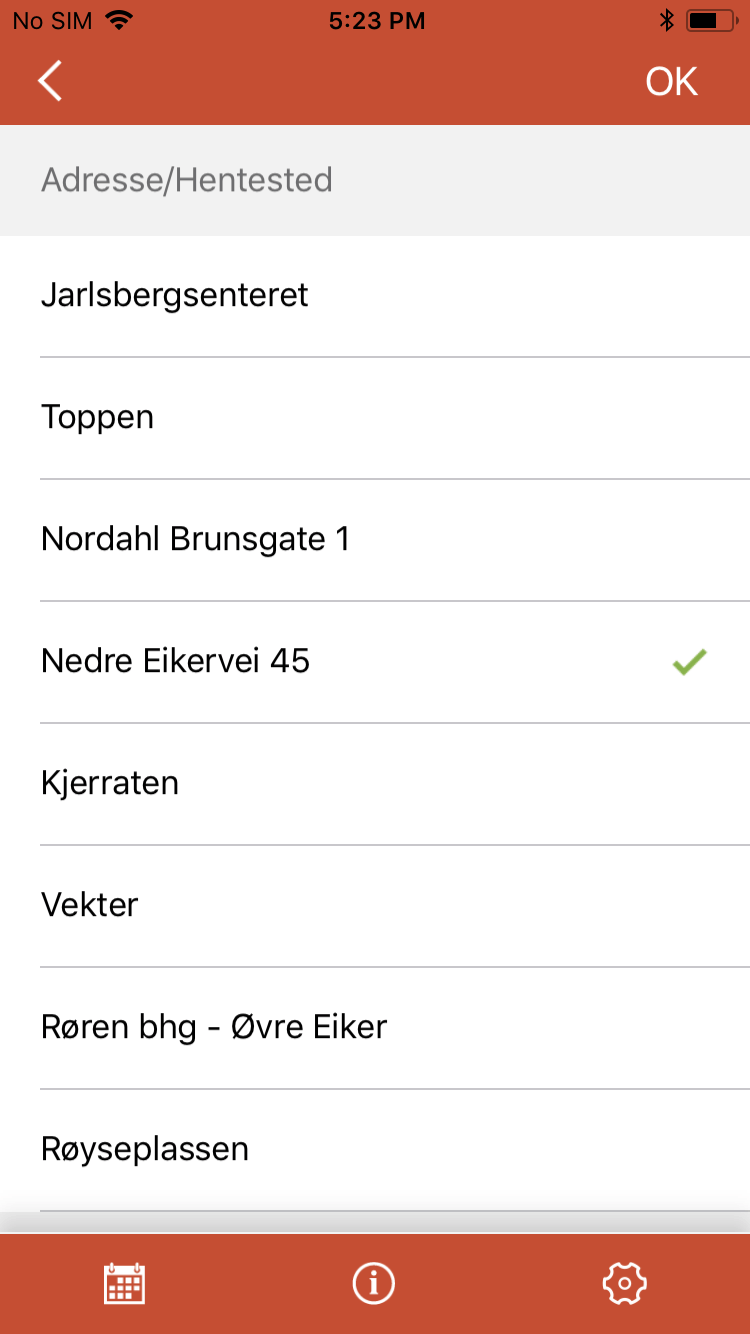 No SIM 5:23 PM
OK
Adresse/Hentested
Jarlsbergsenteret
Toppen
Nordahl Brunsgate 1
Nedre Eikervei 45
Kjerraten
Vekter
Røren bhg - Øvre Eiker
Røyseplassen